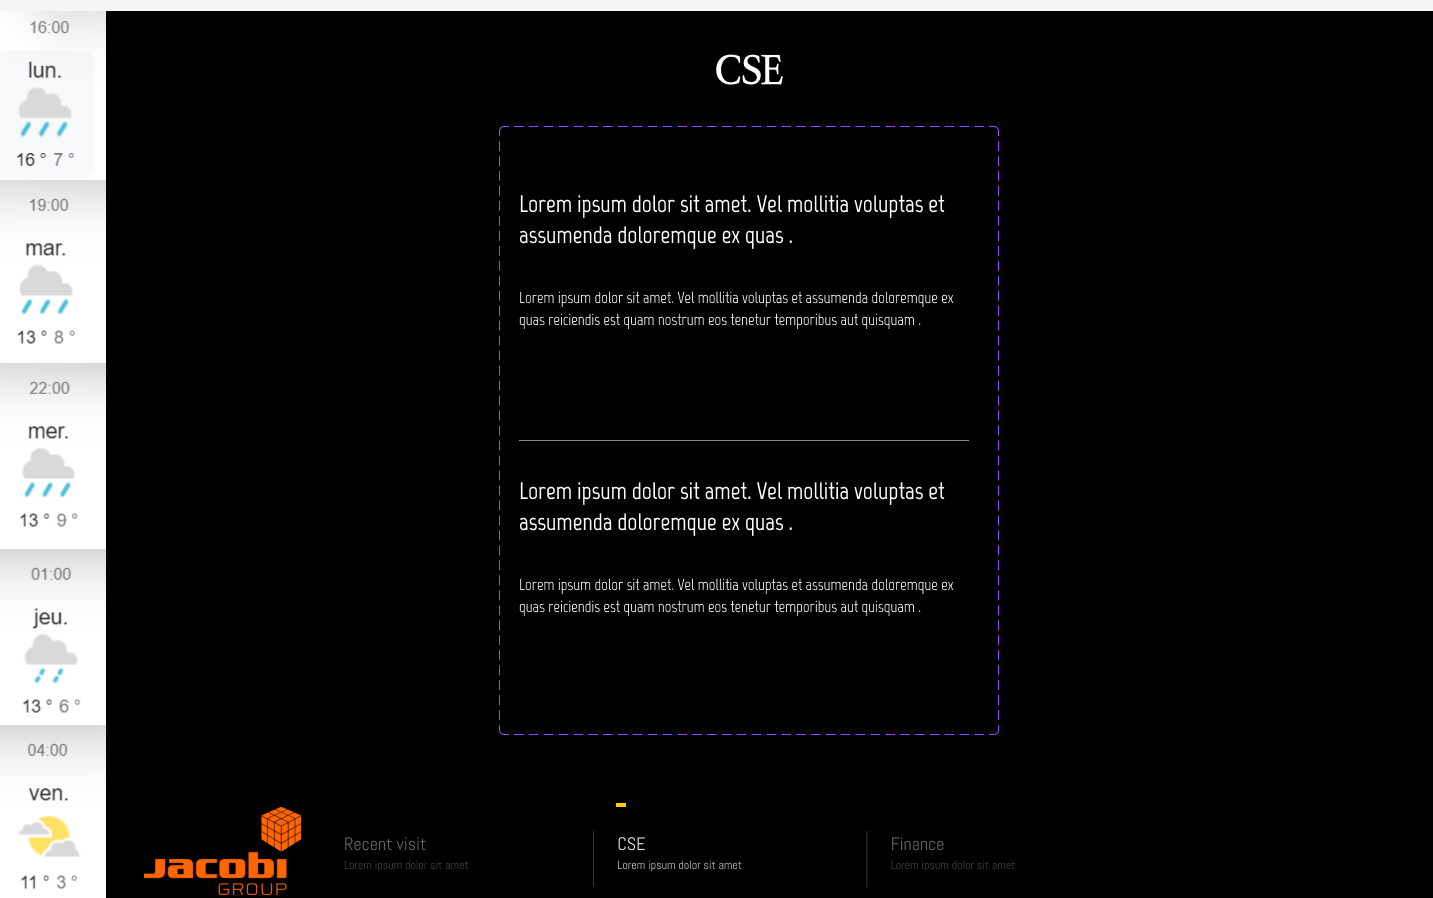 16:00
lun.
16 ° 7 °
19:00
mar.
13 ° 8 °
22:00
mer.
13 ° 9 °
01:00
jeu.
13 ° 6 °
04:00
ven.
11 ° 3 °
CSE
Lorem ipsum dolor sit amet. Vel mollitia voluptas et
assumenda doloremque ex quas .
Lorem ipsum dolor sit amet. Vel mollitia voluptas et assumenda doloremque ex
quas reiciendis est quam nostrum eos tenetur temporibus aut quisquam .
Lorem ipsum dolor sit amet. Vel mollitia voluptas et
assumenda doloremque ex quas .
Lorem ipsum dolor sit amet. Vel mollitia voluptas et assumenda doloremque ex
quas reiciendis est quam nostrum eos tenetur temporibus aut quisquam .
jacobi
GROUP
Recent visit
Lorem ipsum dolor sit amet
CSE
Lorem ipsum dolor sit amet
Finance
Lorem ipsum dolor sit amet